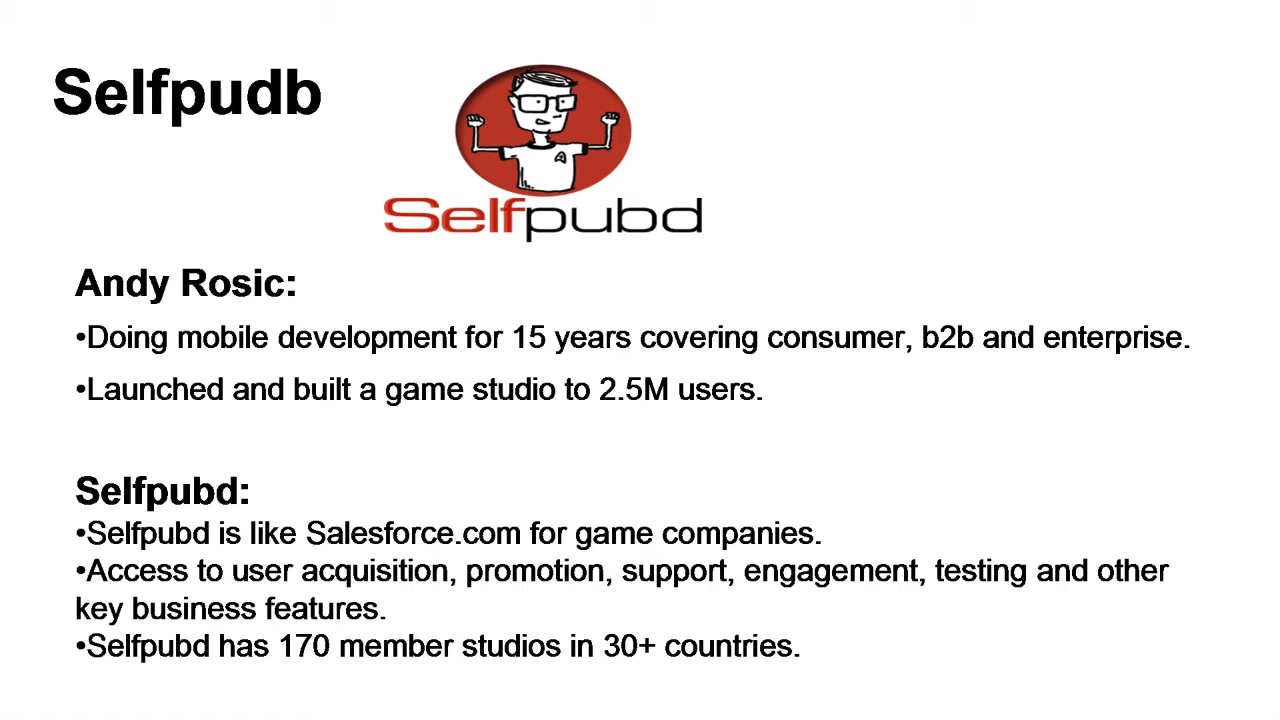 Selfpudb
Selfpubd
Andy Rosic:
•Doing mobile development for 15 years covering consumer, b2b and enterprise.
•Launched and built a game studio to 2.5M users.
Selfpubd:
•Selfpubd is like Salesforce.com for game companies.
•Access to user acquisition, promotion, support, engagement, testing and other
key business features.
•Selfpubd has 170 member studios in 30+ countries.